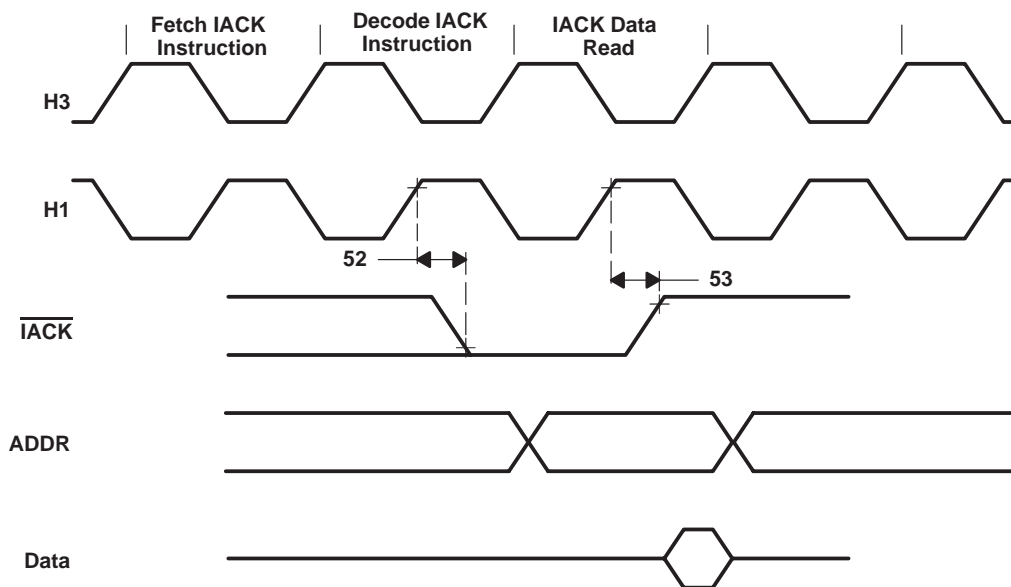 Fetch IACK
Instruction
Decode IACK
Instruction
IACK Data
Read
H3
H1
52
53
IACK
ADDR
Data